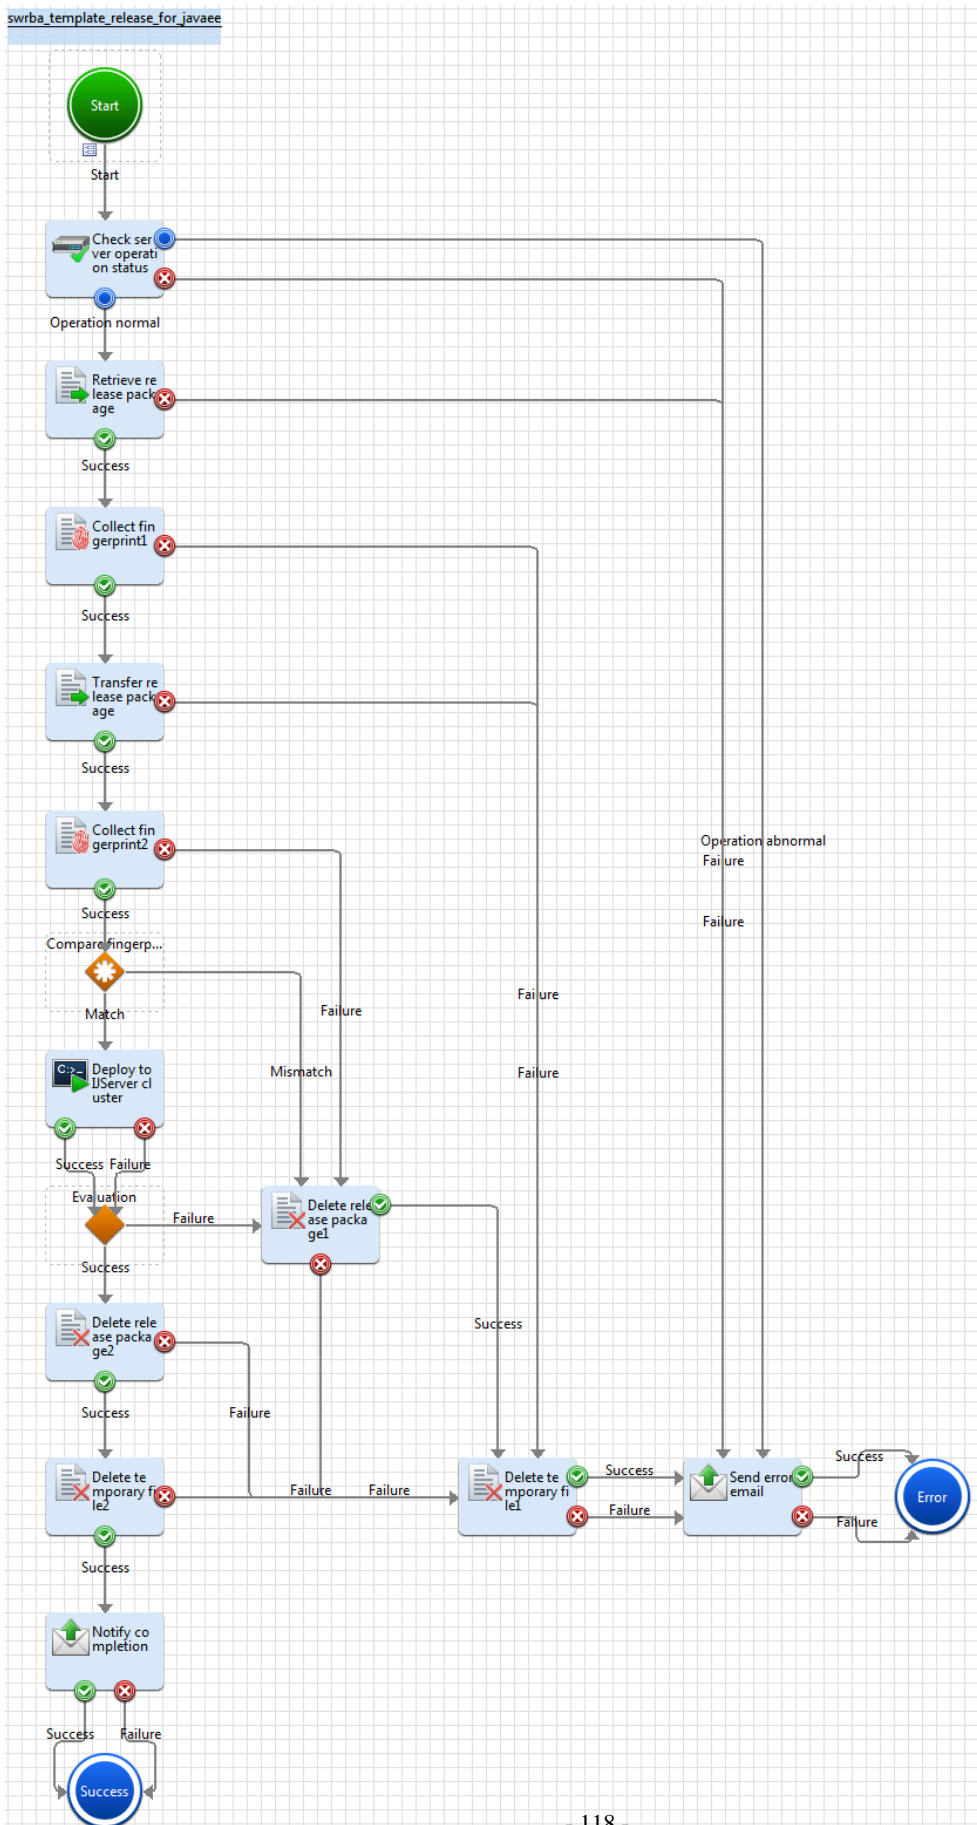 swrba_template_release_for_javaee
Start
Start
Check ser
ver operati
on status
Operation normal
Retrieve re
lease pack
age
Success
Collect fin
gerprint1
Success
Transfer re
lease pack
age
Success
Collect fin
gerprint2
Operation abnormal
Failure
Success
Failure
Compare fingerp...
Failure
Failure
Match
Mismatch
Failure
C:>_
Deploy to
IJServer cl
uster
Success
Failure
Evaluation
Failure
Delete rele
ase packa
ge1
Success
Success
Delete rele
ase packa
ge2
Success
Failure
Delete te
mporary fi
le2
Failure
Failure
Delete te
mporary fi
le1
Success
Failure
Send error
email
Success
Failure
Error
Success
Notify co
mpletion
Success
Failure
Success
- 118 -